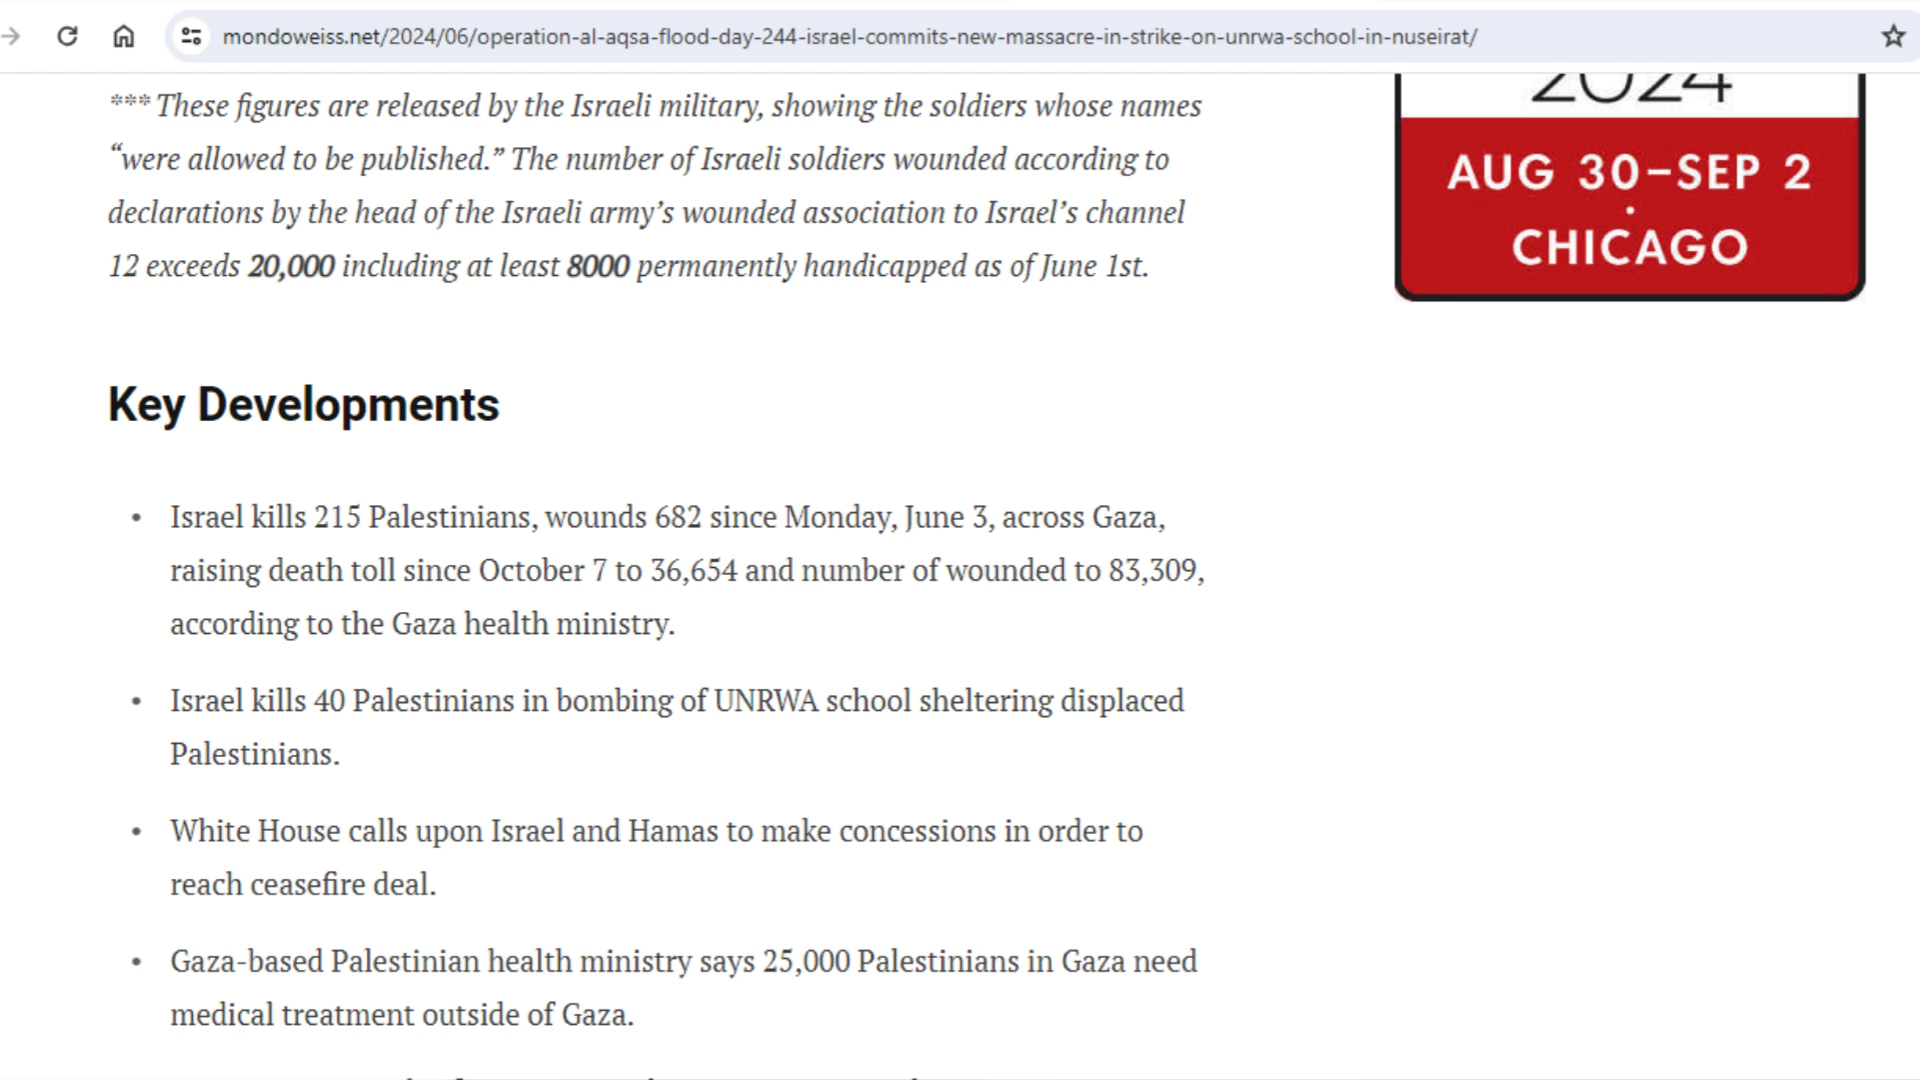 mondoweiss.net/2024/06/operation-al-aqsa-flood-day-244-israel-commits-new-massacre-in-strike-on-unrwa-school-in-nuseirat/
*** These figures are released by the Israeli military, showing the soldiers whose names
“were allowed to be published.” The number of Israeli soldiers wounded according to
declarations by the head of the Israeli army’s wounded association to Israel’s channel
12 exceeds 20,000 including at least 8000 permanently handicapped as of June 1st.
2024
AUG 30–SEP 2
·
CHICAGO
Key Developments
• Israel kills 215 Palestinians, wounds 682 since Monday, June 3, across Gaza,
raising death toll since October 7 to 36,654 and number of wounded to 83,309,
according to the Gaza health ministry.
• Israel kills 40 Palestinians in bombing of UNRWA school sheltering displaced
Palestinians.
• White House calls upon Israel and Hamas to make concessions in order to
reach ceasefire deal.
• Gaza-based Palestinian health ministry says 25,000 Palestinians in Gaza need
medical treatment outside of Gaza.